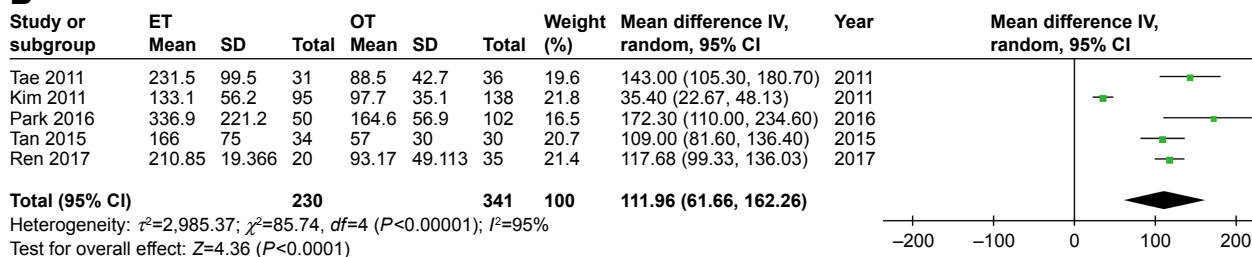 Study or ET OT Weight Mean difference IV, Year Mean difference IV,
subgroup Mean SD Total Mean SD Total (%) random, 95% CI random, 95% CI
Tae 2011 231.5 99.5 31 88.5 42.7 36 19.6 143.00 (105.30, 180.70) 2011
Kim 2011 133.1 56.2 95 97.7 35.1 138 21.8 35.40 (22.67, 48.13) 2011
Park 2016 336.9 221.2 50 164.6 56.9 102 16.5 172.30 (110.00, 234.60) 2016
Tan 2015 166 75 34 57 30 30 20.7 109.00 (81.60, 136.40) 2015
Ren 2017 210.85 19.366 20 93.17 49.113 35 21.4 117.68 (99.33, 136.03) 2017
Total (95% CI) 230 341 100 111.96 (61.66, 162.26)
Heterogeneity: τ²=2,985.37; χ²=85.74, df=4 (P<0.00001); I²=95%
Test for overall effect: Z=4.36 (P<0.0001)
−200 −100 0 100 200